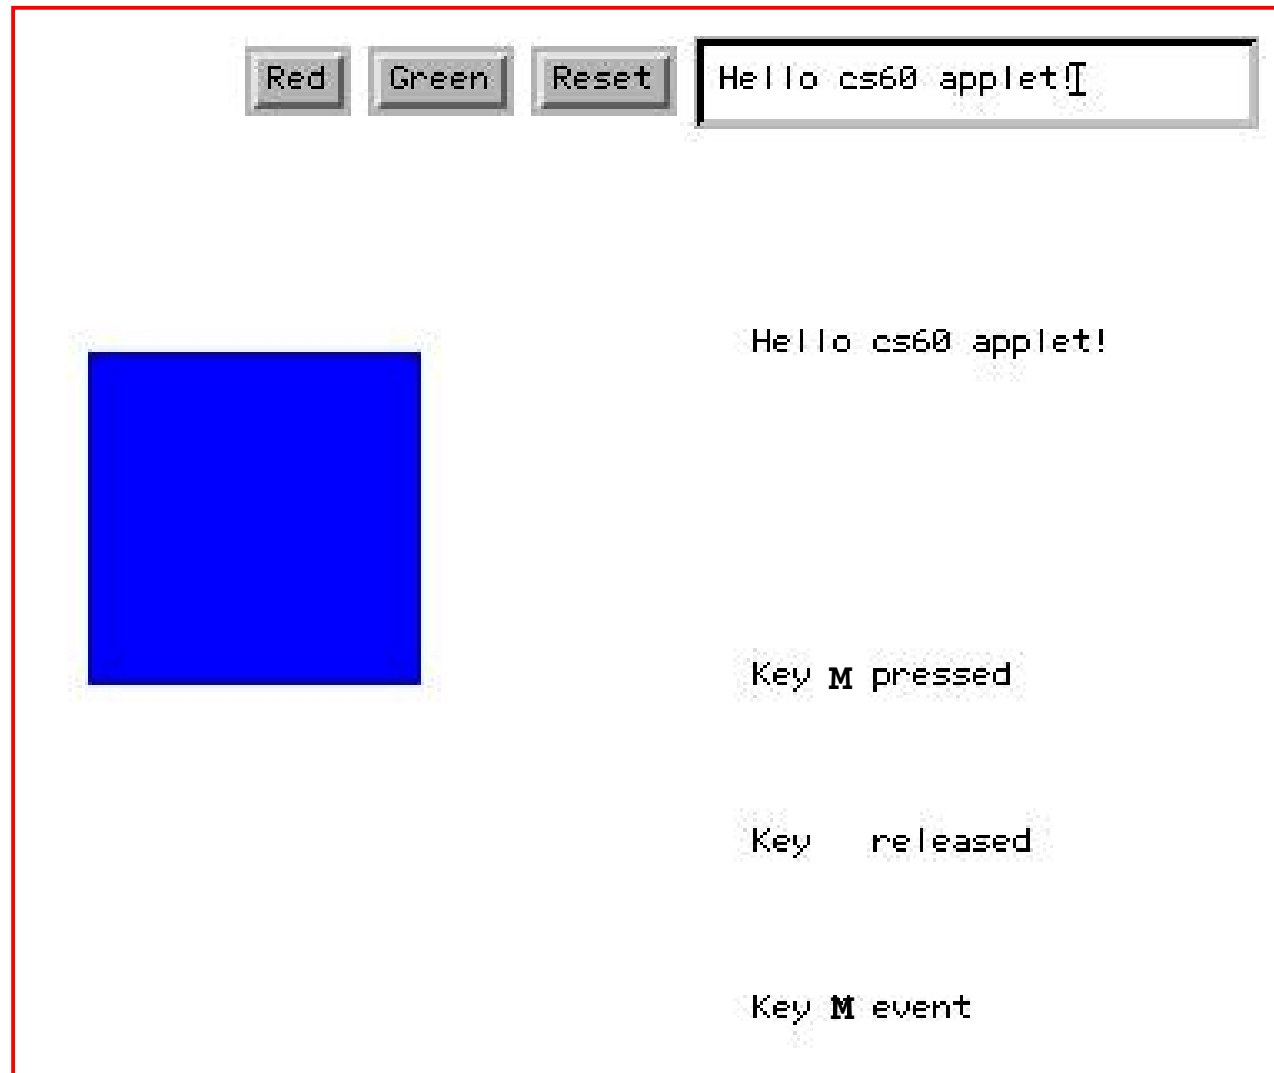 Red Green Reset Hello cs60 applet!
Hello cs60 applet!
Key M pressed
Key released
Key M event